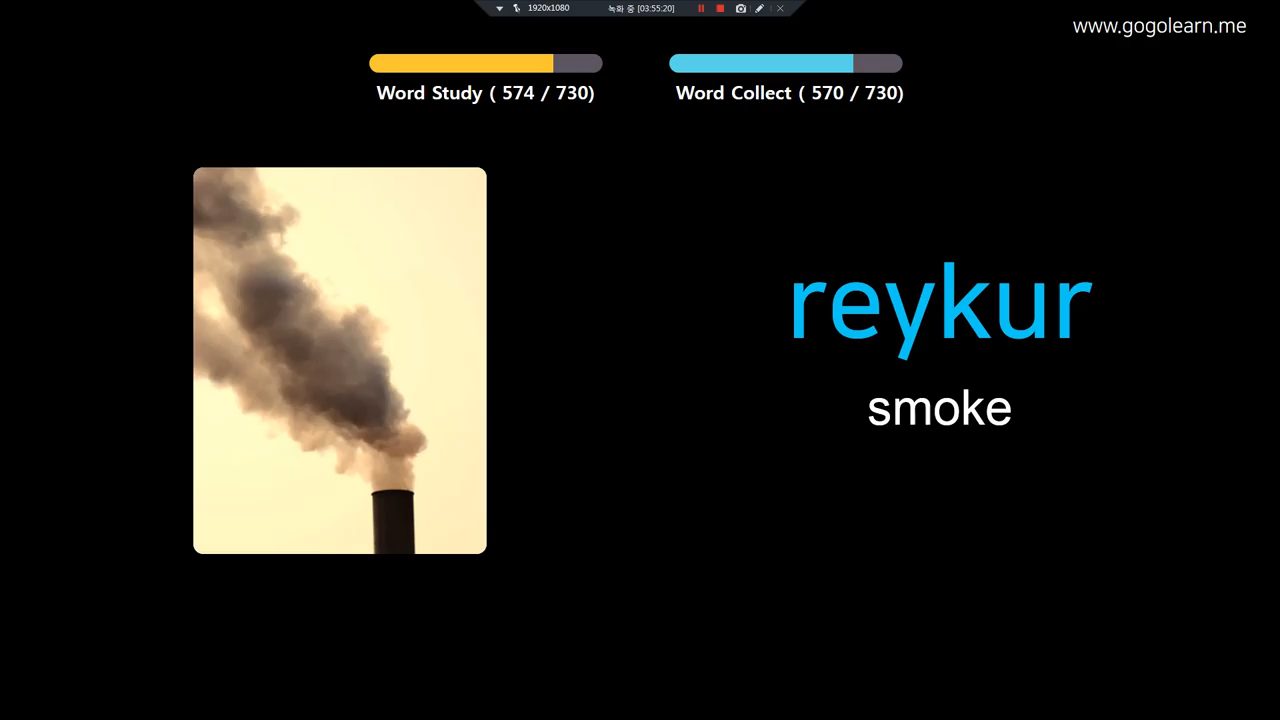 1920x1080 녹화 중 [03:55:20]
www.gogolearn.me
Word Study ( 574 / 730) Word Collect ( 570 / 730)
reykur
smoke